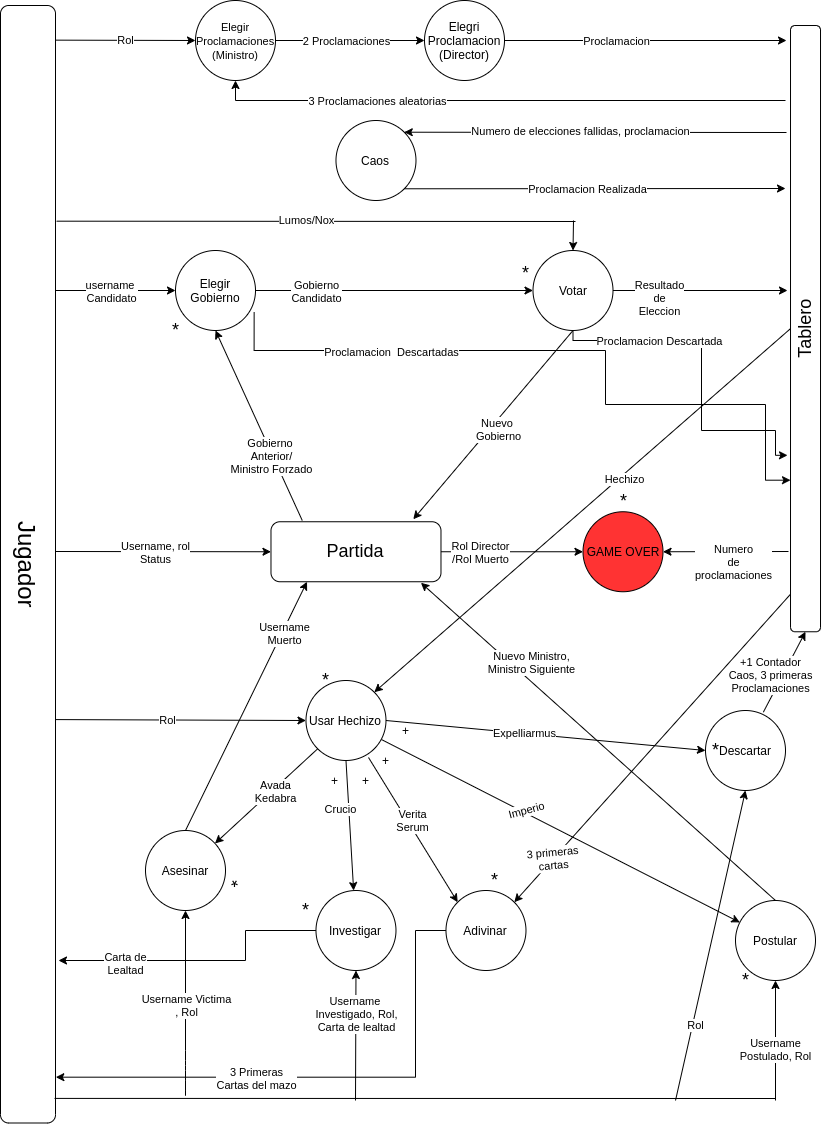 Rol
Elegir
Proclamaciones
(Ministro)
2 Proclamaciones
Elegri
Proclamacion
(Director)
Proclamacion
3 Proclamaciones aleatorias
Caos
Numero de elecciones fallidas, proclamacion
Proclamacion Realizada
Lumos/Nox
username
Candidato
Elegir
Gobierno
*
Gobierno
Candidato
*
Votar
Resultado
de
Eleccion
Tablero
Proclamacion Descartadas
Proclamacion Descartada
Gobierno
Anterior/
Ministro Forzado
Nuevo
Gobierno
Hechizo
*
Jugador
Username, rol
Status
Partida
Rol Director
/Rol Muerto
GAME OVER
Numero
de
proclamaciones
Username
Muerto
Nuevo Ministro,
Ministro Siguiente
+1 Contador
Caos, 3 primeras
Proclamaciones
*
Rol
Usar Hechizo
+
Expelliarmus
*Descartar
+
+
+
Avada
Kedabra
Crucio
Verita
Serum
Imperio
3 primeras
cartas
Asesinar
*
*
*
Investigar
Adivinar
Postular
*
Carta de
Lealtad
Username Victima
, Rol
Username
Investigado, Rol,
Carta de lealtad
Rol
Username
Postulado, Rol
3 Primeras
Cartas del mazo